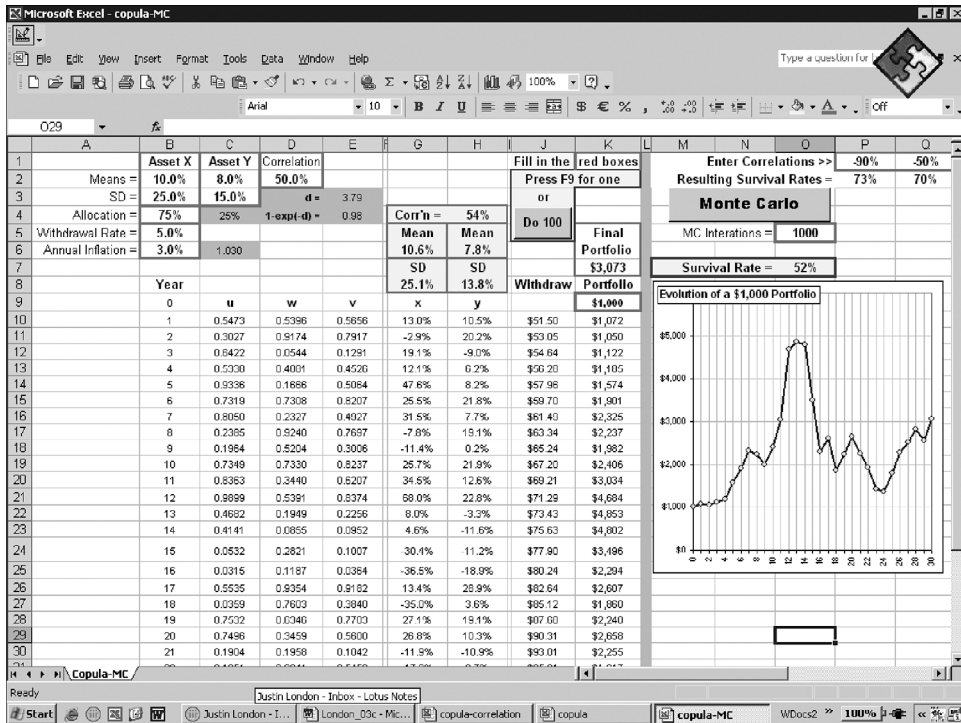 Microsoft Excel - copula-MC
File Edit View Insert Format Tools Data Window Help
Type a question for
100%
Arial 10 B I U $ € % , Off
O29 fx
A B C D E F G H I J K L M N O P Q
1 Asset X Asset Y Correlation Fill in the red boxes Enter Correlations >> -90% -50%
2 Means = 10.0% 8.0% 50.0% Press F9 for one Resulting Survival Rates = 73% 70%
3 SD = 25.0% 15.0% d = 3.79 or Monte Carlo
4 Allocation = 75% 25% 1-exp(-d) = 0.98 Corr'n = 54% Do 100
5 Withdrawal Rate = 5.0% Mean Mean Final MC Interations = 1000
6 Annual Inflation = 3.0% 1.030 10.6% 7.8% Portfolio
7 SD SD $3,073 Survival Rate = 52%
8 Year 25.1% 13.8% Withdraw Portfolio
9 0 u w v x y $1,000
10 1 0.5473 0.5396 0.5656 13.0% 10.5% $51.50 $1,072
11 2 0.3027 0.9174 0.7917 -2.9% 20.2% $53.05 $1,050
12 3 0.6422 0.0544 0.1291 19.1% -9.0% $54.64 $1,122
13 4 0.5330 0.4001 0.4526 12.1% 6.2% $56.28 $1,185
14 5 0.9336 0.1686 0.5084 47.6% 8.2% $57.96 $1,574
15 6 0.7319 0.7308 0.8207 25.5% 21.8% $59.70 $1,901
16 7 0.8050 0.2327 0.4927 31.5% 7.7% $61.49 $2,325
17 8 0.2385 0.9240 0.7697 -7.8% 19.1% $63.34 $2,237
18 9 0.1964 0.5204 0.3006 -11.4% 0.2% $65.24 $1,982
19 10 0.7349 0.7330 0.8237 25.7% 21.9% $67.20 $2,406
20 11 0.8363 0.3440 0.6207 34.5% 12.6% $69.21 $3,034
21 12 0.9899 0.5391 0.8374 68.0% 22.8% $71.29 $4,684
22 13 0.4682 0.1949 0.2256 8.0% -3.3% $73.43 $4,853
23 14 0.4141 0.0855 0.0952 4.6% -11.6% $75.63 $4,802
24 15 0.0532 0.2821 0.1007 -30.4% -11.2% $77.90 $3,496
25 16 0.0315 0.1187 0.0364 -36.5% -18.9% $80.24 $2,294
26 17 0.5535 0.9354 0.9182 13.4% 28.9% $82.64 $2,607
27 18 0.0359 0.7603 0.3840 -35.0% 3.6% $85.12 $1,860
28 19 0.7532 0.6346 0.7703 27.1% 19.1% $87.68 $2,240
29 20 0.7496 0.3459 0.5600 26.8% 10.3% $90.31 $2,658
30 21 0.1904 0.1958 0.1042 -11.9% -10.9% $93.01 $2,255
Evolution of a $1,000 Portfolio
$5,000
$4,000
$3,000
$2,000
$1,000
$0
0 2 4 6 8 10 12 14 16 18 20 22 24 26 28 30
Copula-MC
Ready
Justin London - Inbox - Lotus Notes
Start Justin London - I... London_03c - Mic... copula-correlation copula copula-MC WDocs2 » 100% «